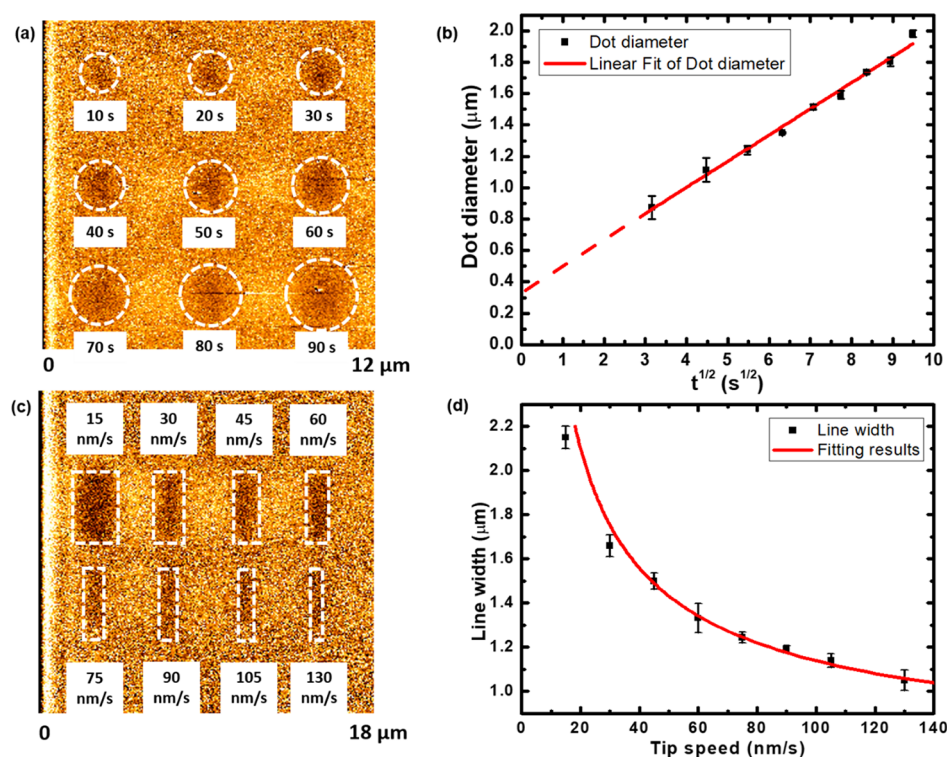 (a)
10 s
20 s
30 s
40 s
50 s
60 s
70 s
80 s
90 s
0
12 μm
(b)
Dot diameter
Linear Fit of Dot diameter
Dot diameter (μm)
2.0
1.8
1.6
1.4
1.2
1.0
0.8
0.6
0.4
0.2
0.0
0 1 2 3 4 5 6 7 8 9 10
t^1/2 (s^1/2)
(c)
15 nm/s
30 nm/s
45 nm/s
60 nm/s
75 nm/s
90 nm/s
105 nm/s
130 nm/s
0
18 μm
(d)
Line width
Fitting results
Line width (μm)
2.2
2.0
1.8
1.6
1.4
1.2
1.0
0 20 40 60 80 100 120 140
Tip speed (nm/s)